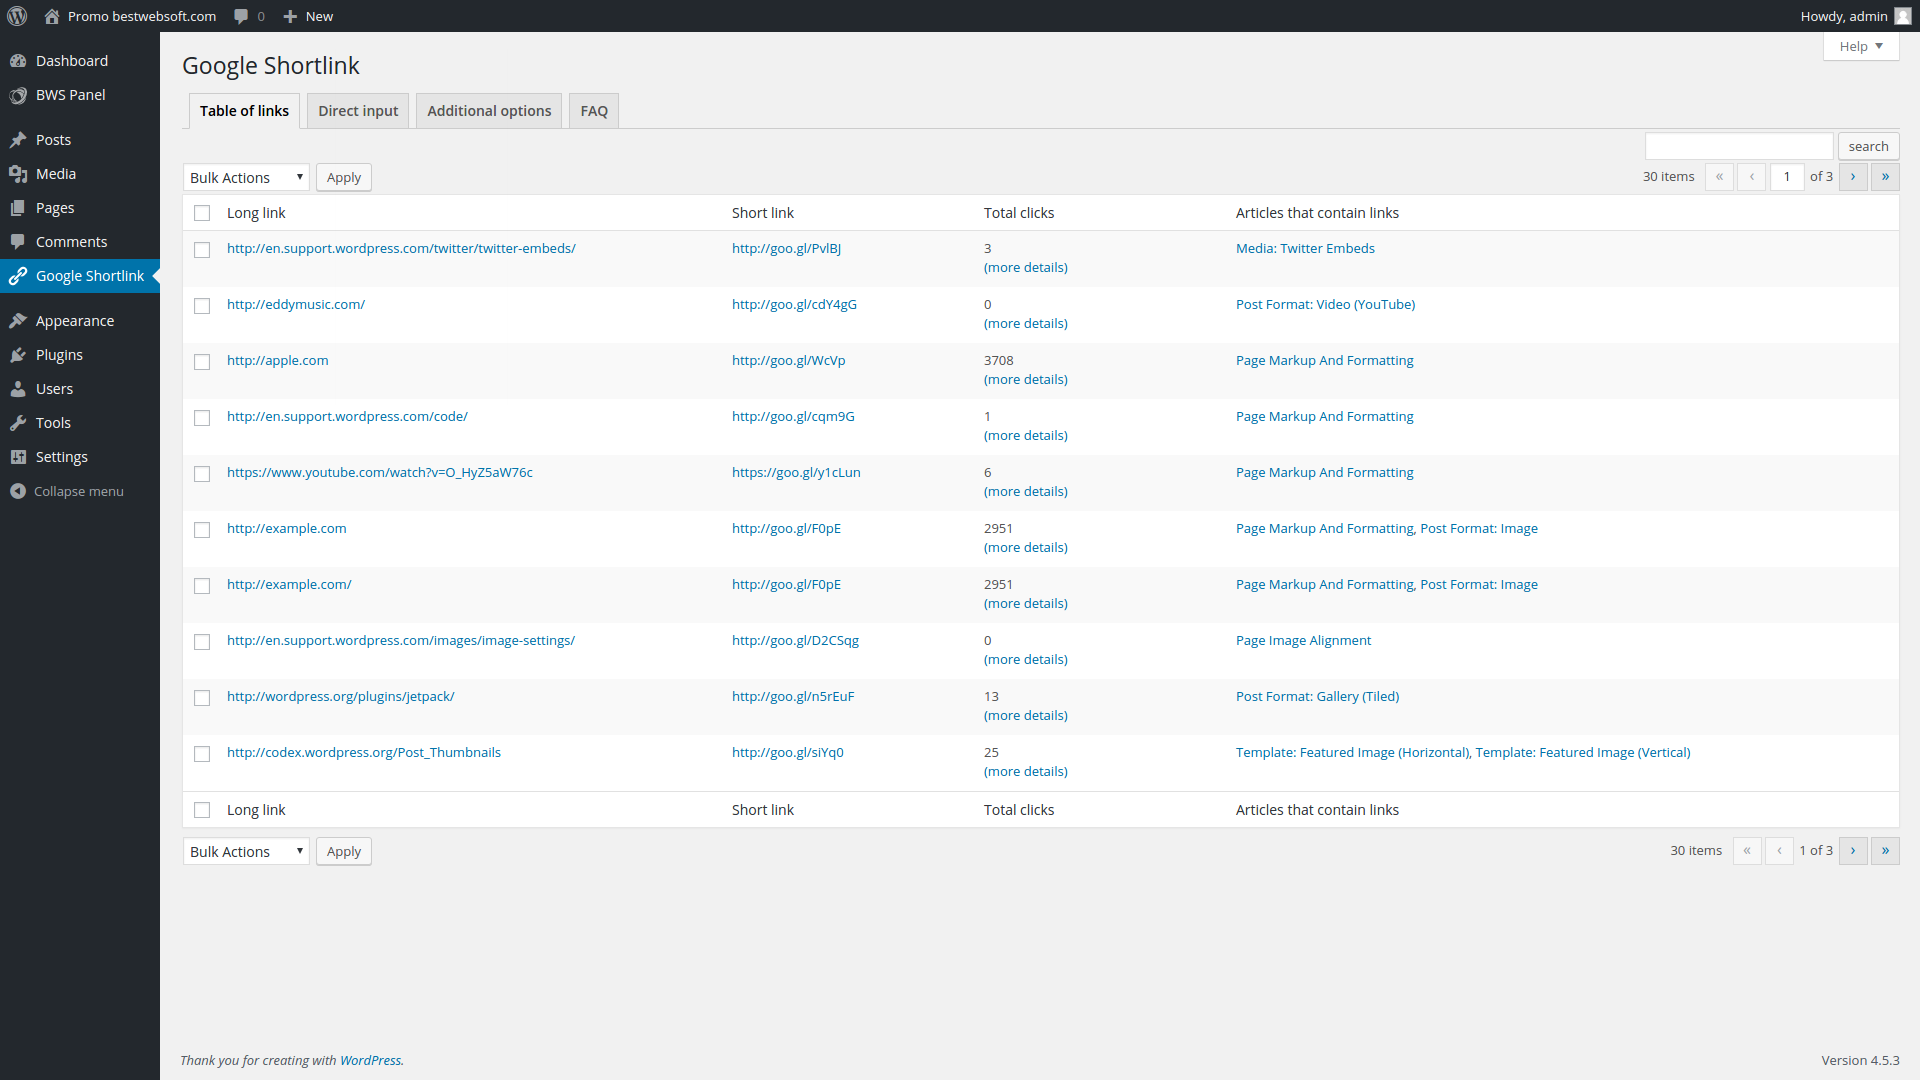 Promo bestwebsoft.com 0 New Howdy, admin
Help
Dashboard
BWS Panel
Posts
Media
Pages
Comments
Google Shortlink
Appearance
Plugins
Users
Tools
Settings
Collapse menu
Google Shortlink
Table of links Direct input Additional options FAQ
search
Bulk Actions Apply 30 items « ‹ 1 of 3 › »
Long link Short link Total clicks Articles that contain links
http://en.support.wordpress.com/twitter/twitter-embeds/ http://goo.gl/PvlBJ 3 Media: Twitter Embeds
(more details)
http://eddymusic.com/ http://goo.gl/cdY4gG 0 Post Format: Video (YouTube)
(more details)
http://apple.com http://goo.gl/WcVp 3708 Page Markup And Formatting
(more details)
http://en.support.wordpress.com/code/ http://goo.gl/cqm9G 1 Page Markup And Formatting
(more details)
https://www.youtube.com/watch?v=O_HyZ5aW76c https://goo.gl/y1cLun 6 Page Markup And Formatting
(more details)
http://example.com http://goo.gl/F0pE 2951 Page Markup And Formatting, Post Format: Image
(more details)
http://example.com/ http://goo.gl/F0pE 2951 Page Markup And Formatting, Post Format: Image
(more details)
http://en.support.wordpress.com/images/image-settings/ http://goo.gl/D2CSqg 0 Page Image Alignment
(more details)
http://wordpress.org/plugins/jetpack/ http://goo.gl/n5rEuF 13 Post Format: Gallery (Tiled)
(more details)
http://codex.wordpress.org/Post_Thumbnails http://goo.gl/siYq0 25 Template: Featured Image (Horizontal), Template: Featured Image (Vertical)
(more details)
Long link Short link Total clicks Articles that contain links
Bulk Actions Apply 30 items « ‹ 1 of 3 › »
Thank you for creating with WordPress. Version 4.5.3